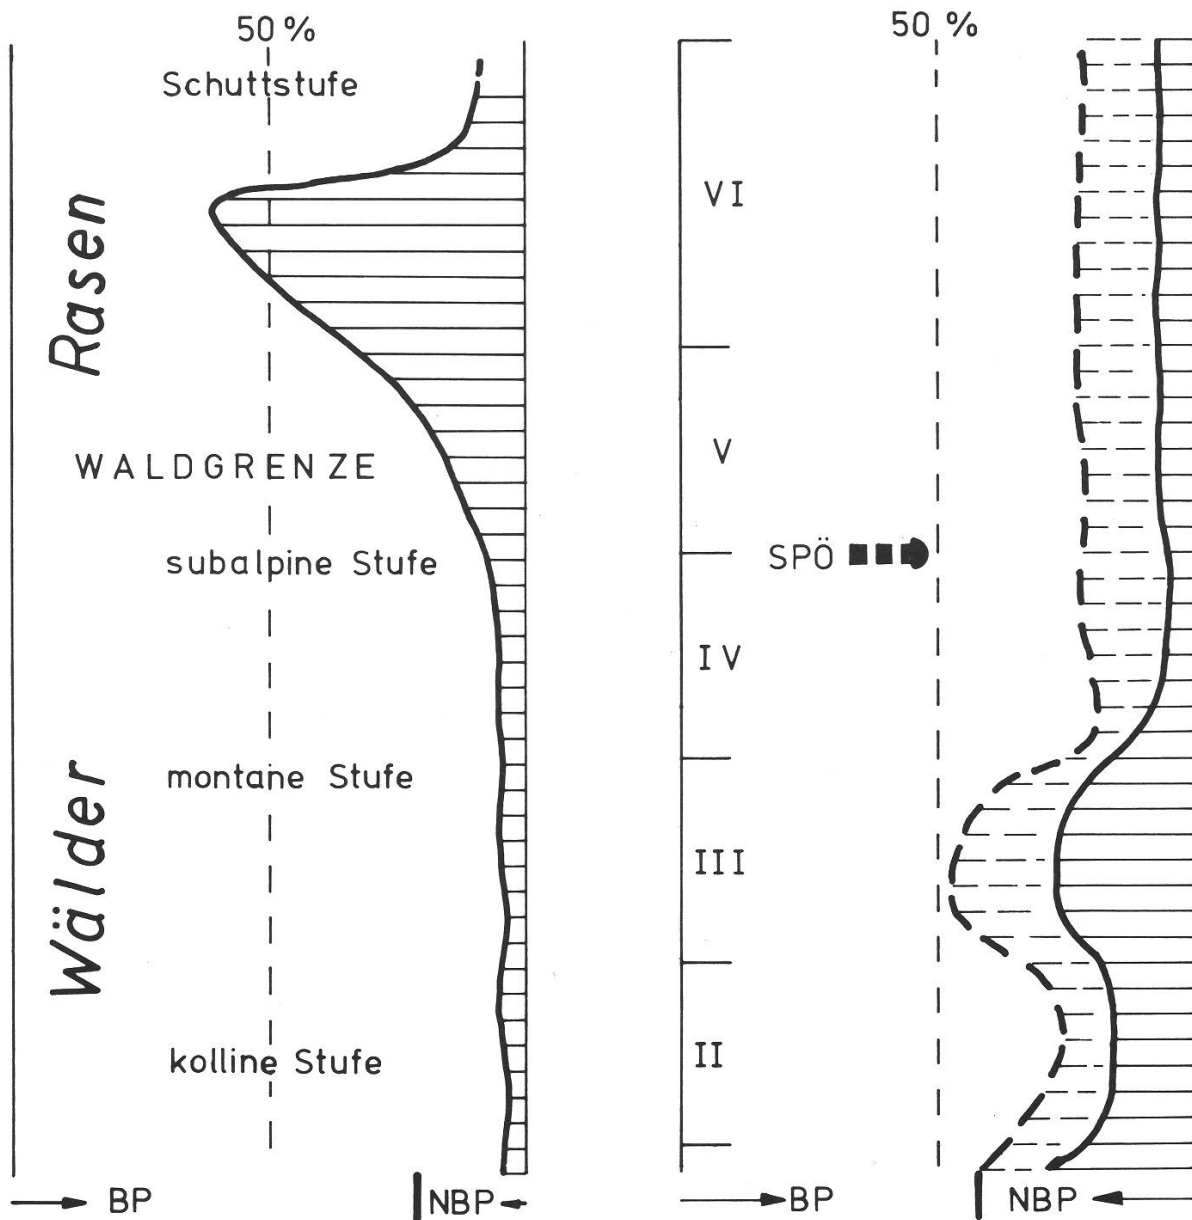 50 %
Schuttstufe
Rasen
WALDGRENZE
subalpine Stufe
montane Stufe
Wälder
kolline Stufe
BP
NBP
50 %
VI
V
SPÖ
IV
III
II
BP
NBP